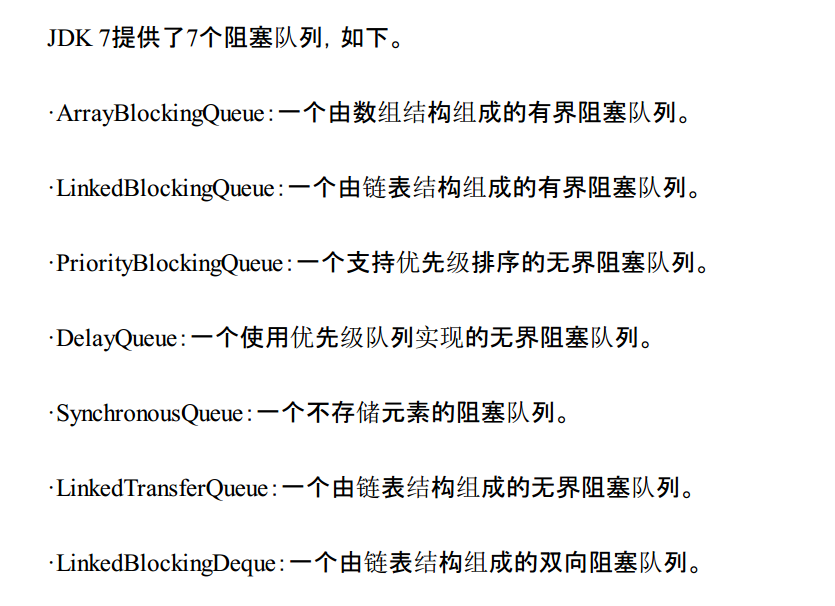 JDK 7提供了7个阻塞队列，如下。
·ArrayBlockingQueue：一个由数组结构组成的有界阻塞队列。
·LinkedBlockingQueue：一个由链表结构组成的有界阻塞队列。
·PriorityBlockingQueue：一个支持优先级排序的无界阻塞队列。
·DelayQueue：一个使用优先级队列实现的无界阻塞队列。
·SynchronousQueue：一个不存储元素的阻塞队列。
·LinkedTransferQueue：一个由链表结构组成的无界阻塞队列。
·LinkedBlockingDeque：一个由链表结构组成的双向阻塞队列。